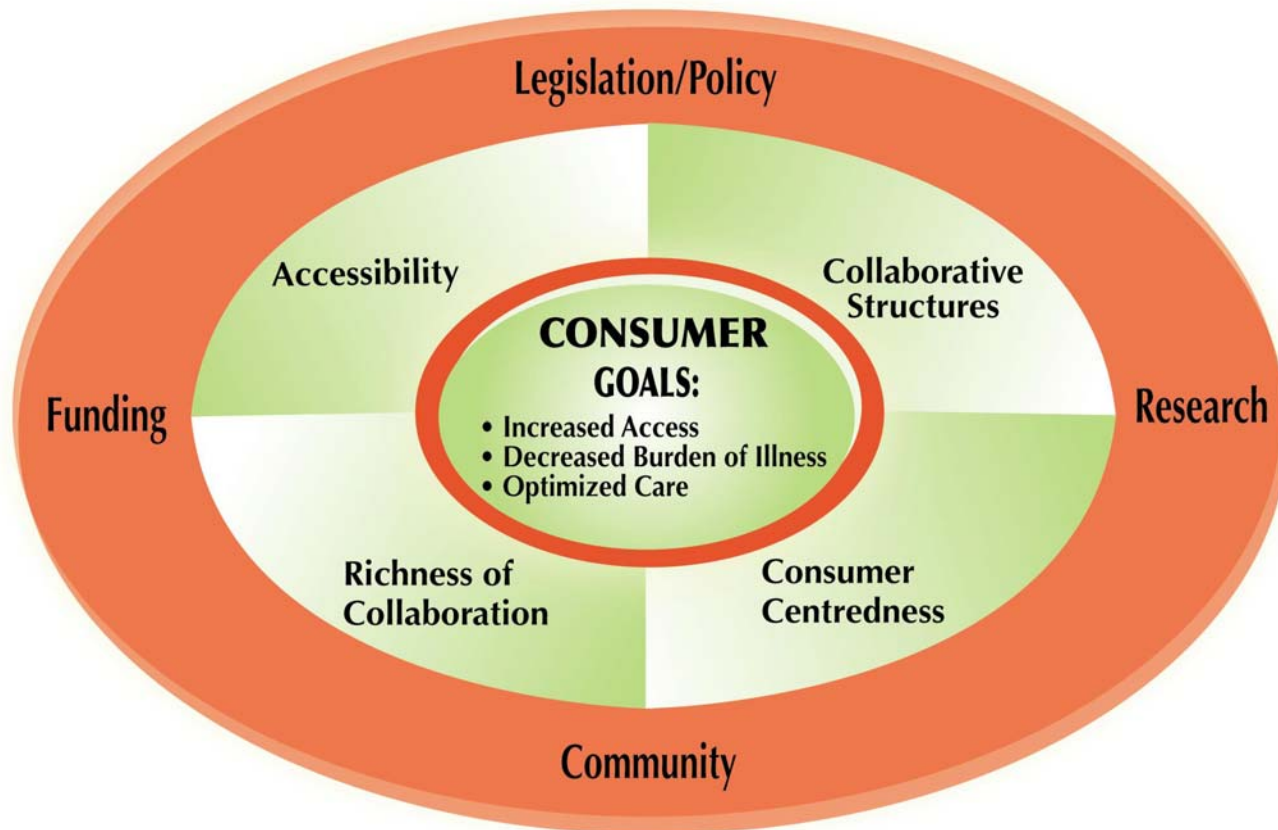 Legislation/Policy
Accessibility
Collaborative
Structures
CONSUMER
GOALS:
• Increased Access
• Decreased Burden of Illness
• Optimized Care
Funding
Research
Richness of
Collaboration
Consumer
Centredness
Community